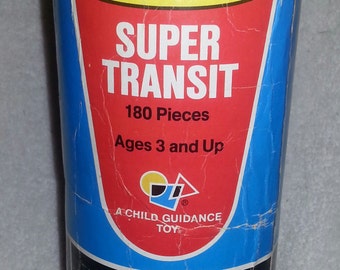 SUPER
TRANSIT
180 Pieces
Ages 3 and Up
®
A CHILD GUIDANCE
TOY